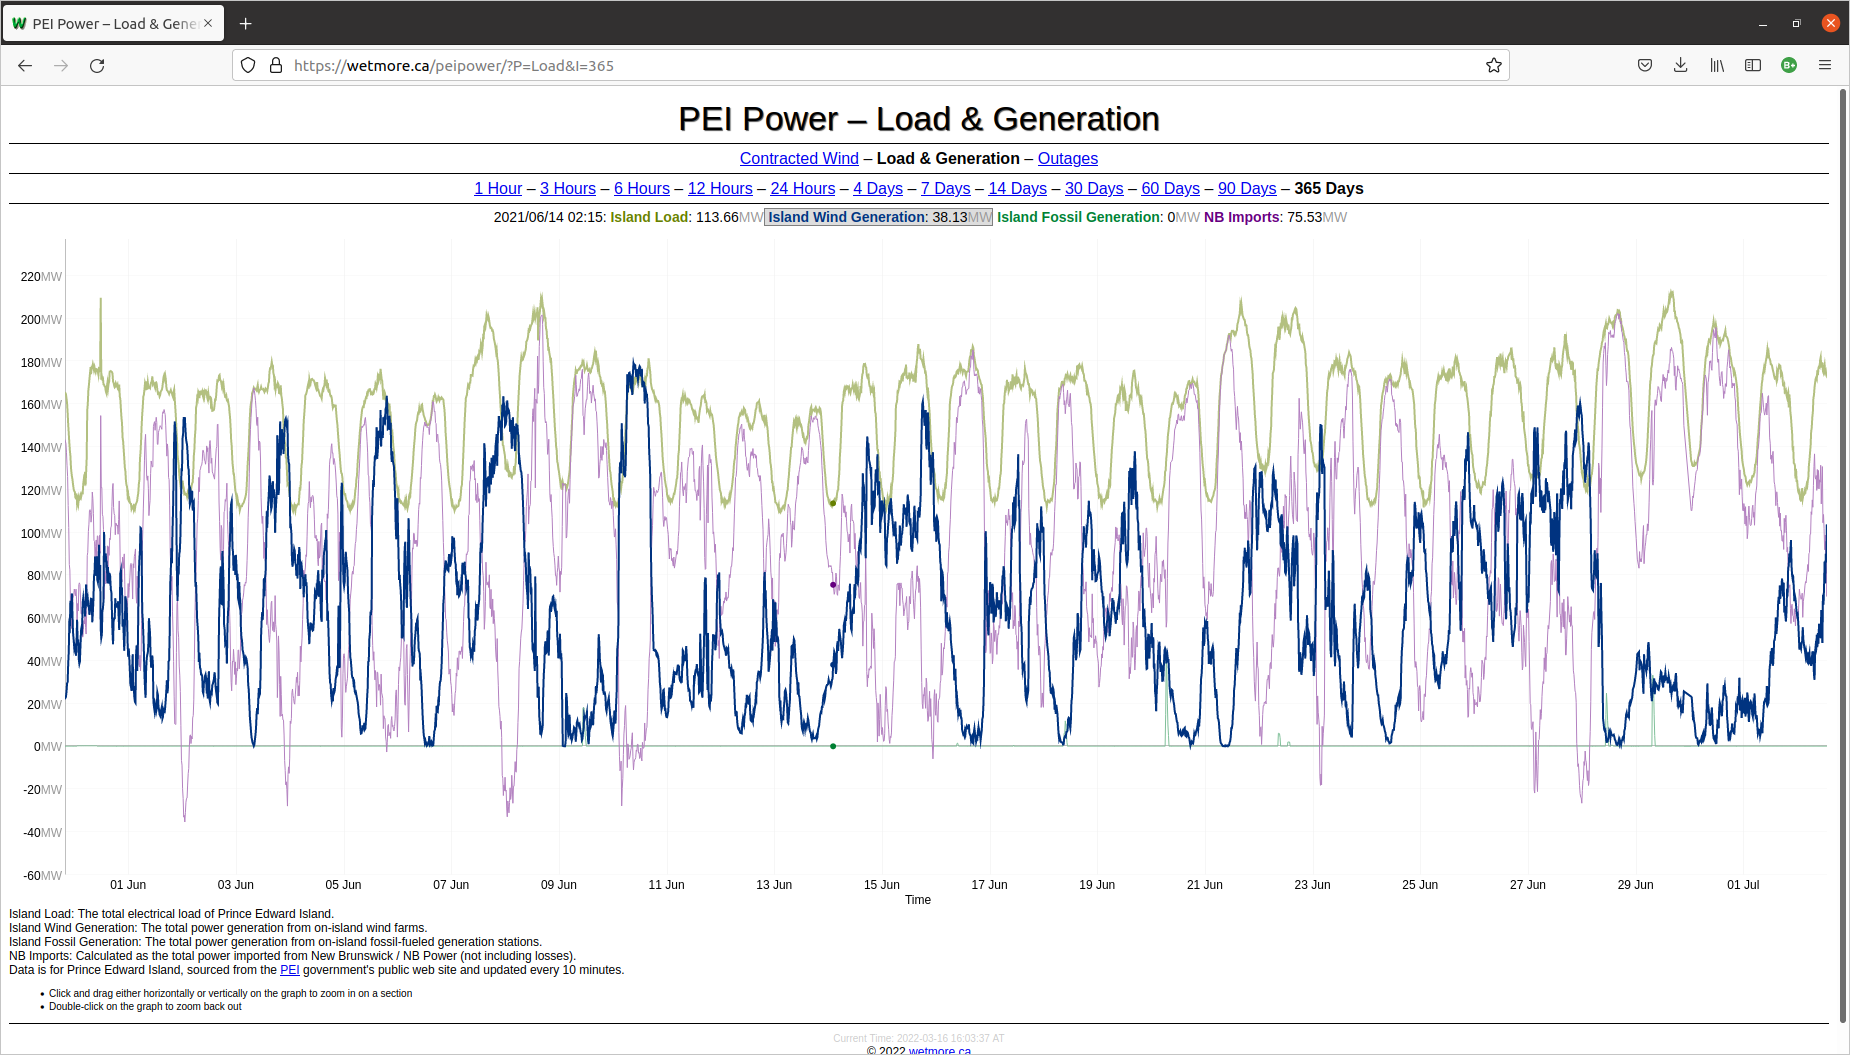 PEI Power – Load & Gene
https://wetmore.ca/peipower/?P=Load&I=365
PEI Power – Load & Generation
Contracted Wind – Load & Generation – Outages
1 Hour – 3 Hours – 6 Hours – 12 Hours – 24 Hours – 4 Days – 7 Days – 14 Days – 30 Days – 60 Days – 90 Days – 365 Days
2021/06/14 02:15: Island Load: 113.66MW Island Wind Generation: 38.13MW Island Fossil Generation: 0MW NB Imports: 75.53MW
220MW
200MW
180MW
160MW
140MW
120MW
100MW
80MW
60MW
40MW
20MW
0MW
-20MW
-40MW
-60MW
01 Jun 03 Jun 05 Jun 07 Jun 09 Jun 11 Jun 13 Jun 15 Jun 17 Jun 19 Jun 21 Jun 23 Jun 25 Jun 27 Jun 29 Jun 01 Jul
Time
Island Load: The total electrical load of Prince Edward Island.
Island Wind Generation: The total power generation from on-island wind farms.
Island Fossil Generation: The total power generation from on-island fossil-fueled generation stations.
NB Imports: Calculated as the total power imported from New Brunswick / NB Power (not including losses).
Data is for Prince Edward Island, sourced from the PEI government's public web site and updated every 10 minutes.
• Click and drag either horizontally or vertically on the graph to zoom in on a section
• Double-click on the graph to zoom back out
Current Time: 2022-03-16 16:03:37 AT
© 2022 wetmore.ca